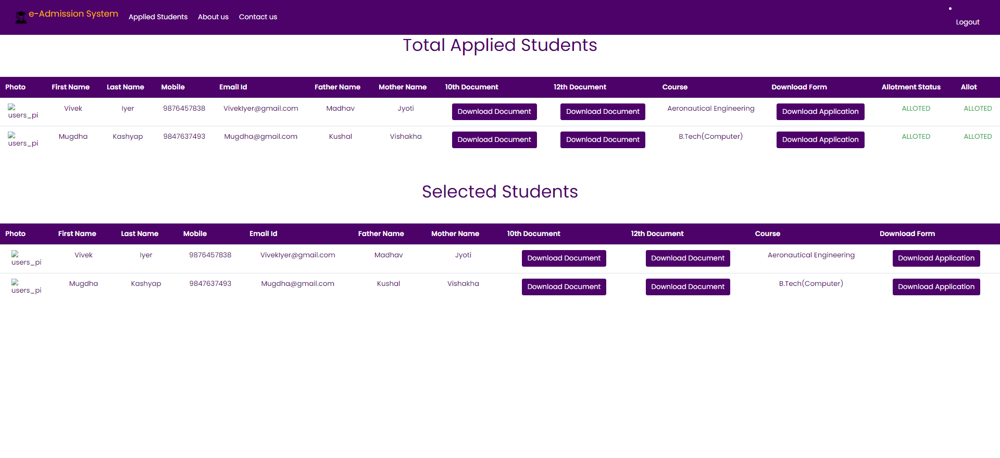 e-Admission System Applied Students About us Contact us
Logout
Total Applied Students
Photo First Name Last Name Mobile Email Id Father Name Mother Name 10th Document 12th Document Course Download Form Allotment Status Allot
users_pi Vivek Iyer 9876457838 VivekIyer@gmail.com Madhav Jyoti Download Document Download Document Aeronautical Engineering Download Application ALLOTED ALLOTED
users_pi Mugdha Kashyap 9847637493 Mugdha@gmail.com Kushal Vishakha Download Document Download Document B.Tech(Computer) Download Application ALLOTED ALLOTED
Selected Students
Photo First Name Last Name Mobile Email Id Father Name Mother Name 10th Document 12th Document Course Download Form
users_pi Vivek Iyer 9876457838 VivekIyer@gmail.com Madhav Jyoti Download Document Download Document Aeronautical Engineering Download Application
users_pi Mugdha Kashyap 9847637493 Mugdha@gmail.com Kushal Vishakha Download Document Download Document B.Tech(Computer) Download Application